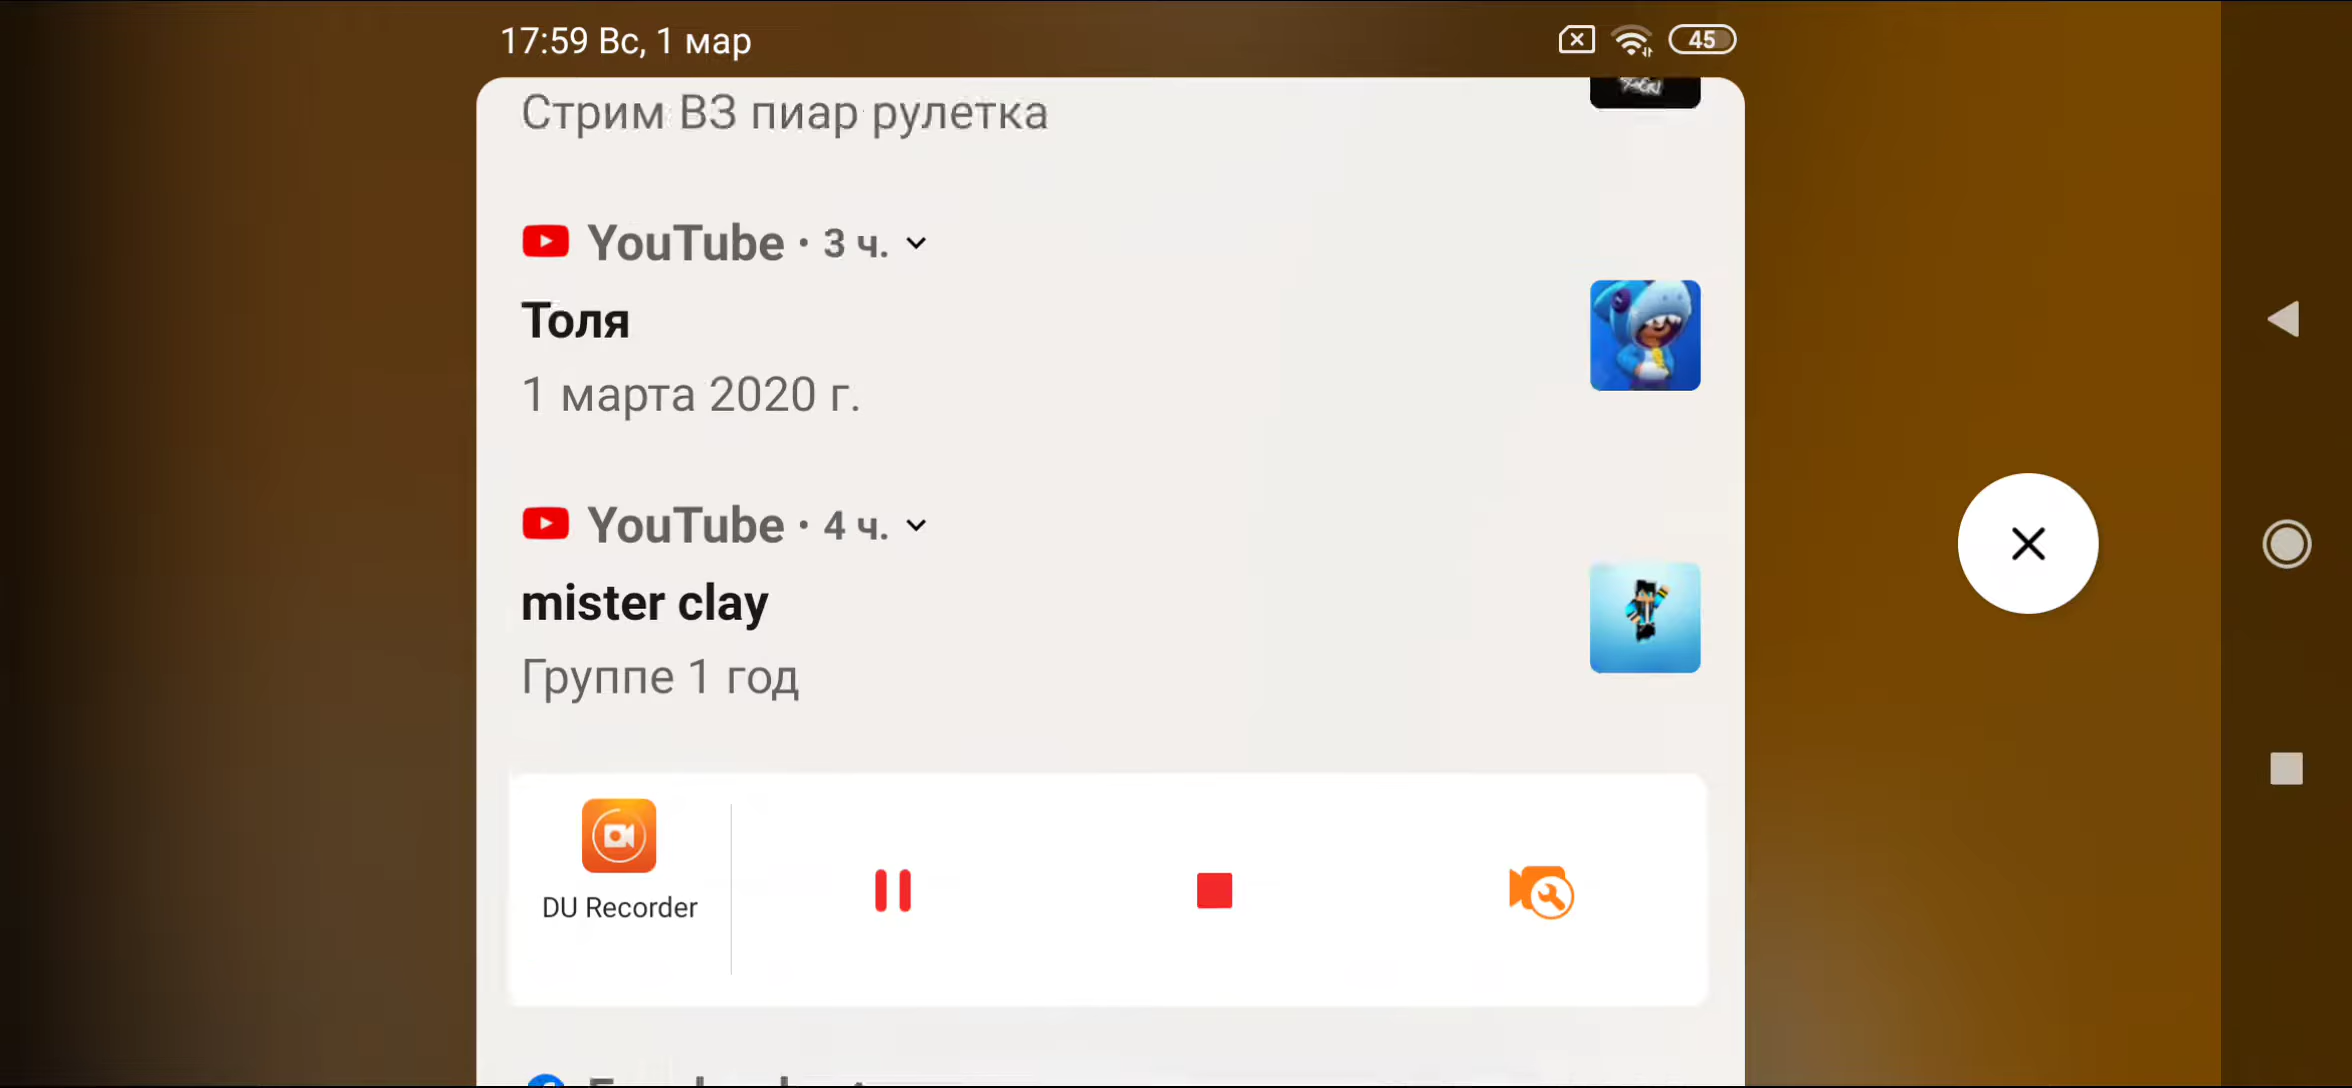 17:59 Вс, 1 мар
45
Стрим ВЗ пиар рулетка
YouTube · 3 ч.
Толя
1 марта 2020 г.
YouTube · 4 ч.
mister clay
Группе 1 год
DU Recorder